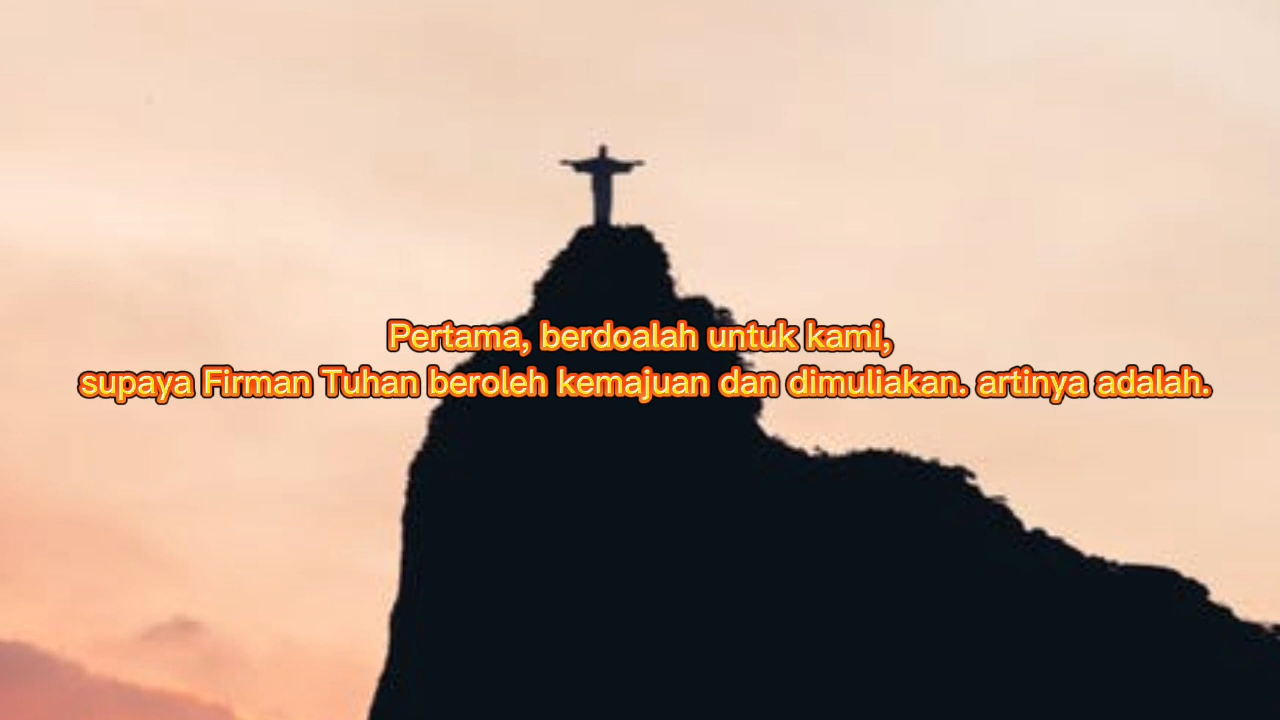 Pertama, berdoalah untuk kami,
supaya Firman Tuhan beroleh kemajuan dan dimuliakan. artinya adalah.